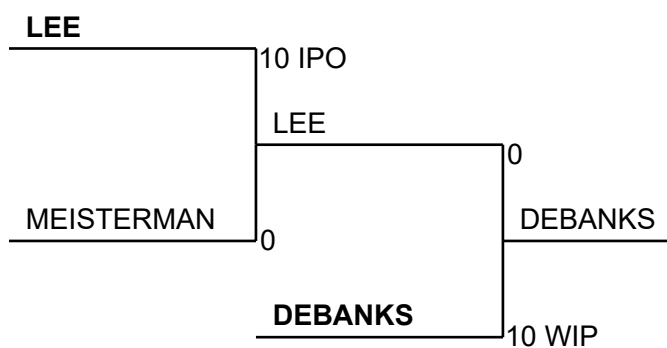 LEE
10 IPO
LEE
0
MEISTERMAN
DEBANKS
0
DEBANKS
10 WIP